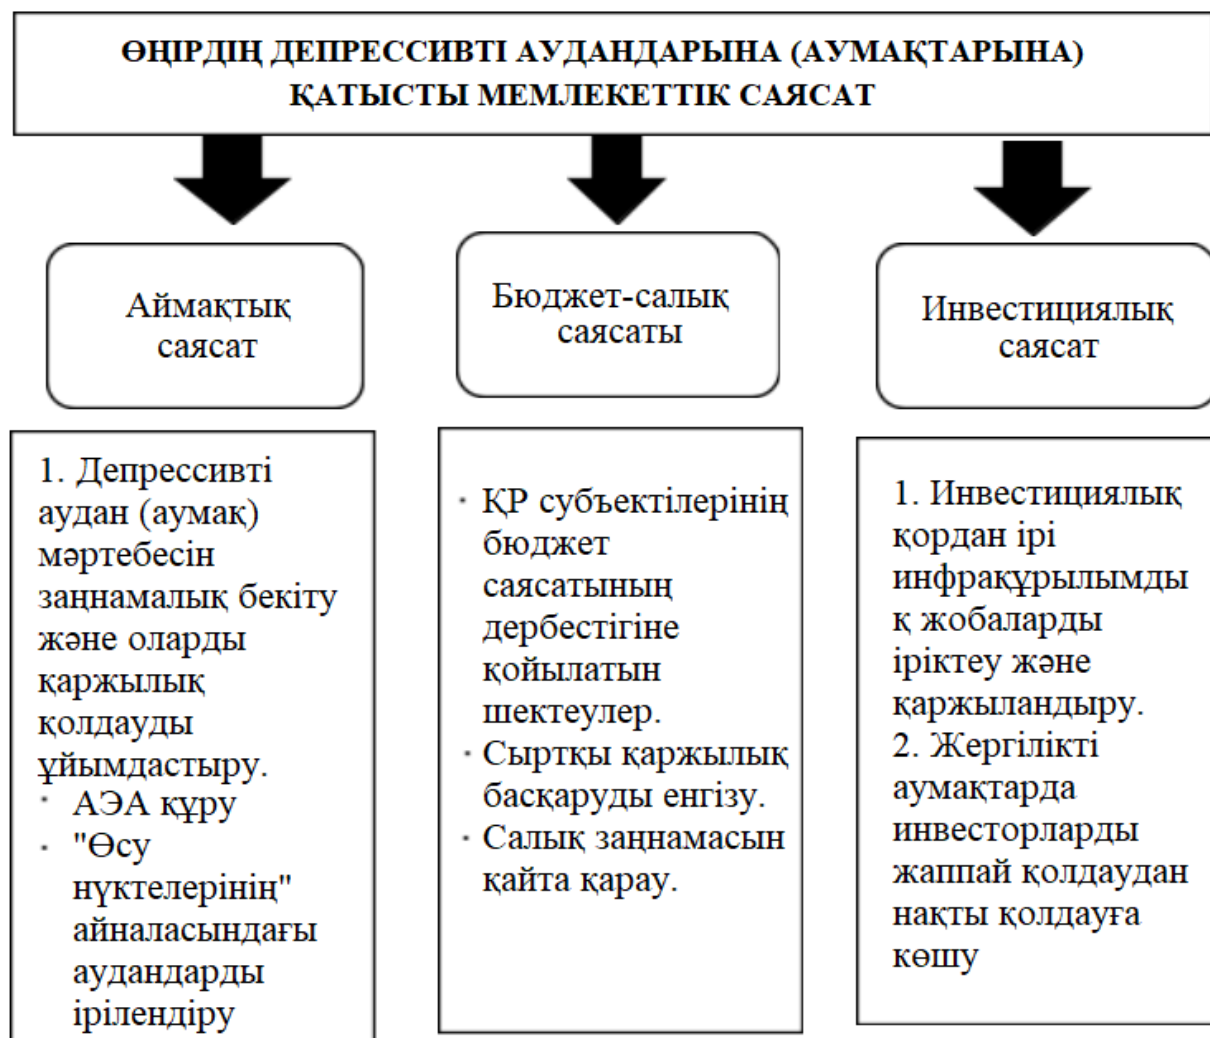 ӨҢІРДІҢ ДЕПРЕССИВТІ АУДАНДАРЫНА (АУМАҚТАРЫНА)
ҚАТЫСТЫ МЕМЛЕКЕТТІК САЯСАТ
Аймақтық
саясат
1. Депрессивті
аудан (аумақ)
мәртебесін
заңнамалық бекіту
және оларды
қаржылық
қолдауды
ұйымдастыру.
· АЭА құру
· "Өсу
нүктелерінің"
айналасындағы
аудандарды
ірілендіру
Бюджет-салық
саясаты
· ҚР субъектілерінің
бюджет
саясатының
дербестігіне
қойылатын
шектеулер.
· Сыртқы қаржылық
басқаруды енгізу.
· Салық заңнамасын
қайта қарау.
Инвестициялық
саясат
1. Инвестициялық
қордан ірі
инфрақұрылымды
қ жобаларды
іріктеу және
қаржыландыру.
2. Жергілікті
аумақтарда
инвесторларды
жаппай қолдаудан
нақты қолдауға
көшу